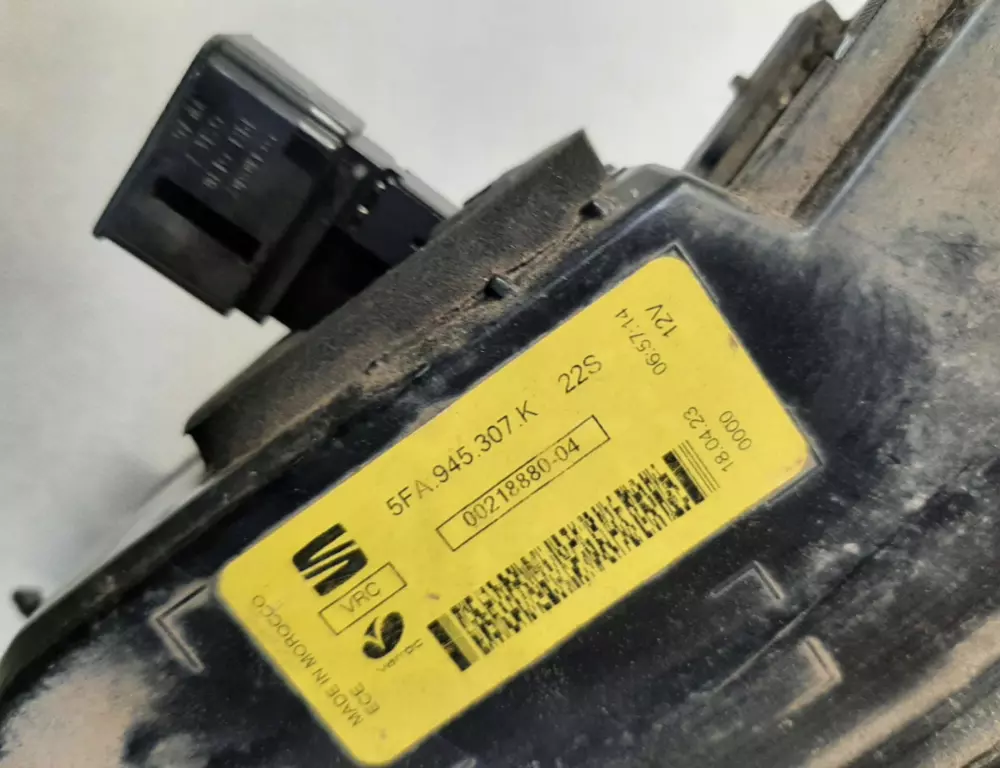 5FA.945.307.K 22S
00218880-04
06:57:14
12V
18.04.23
0000
VRC
varroc
MADE IN MOROCCO
ECE